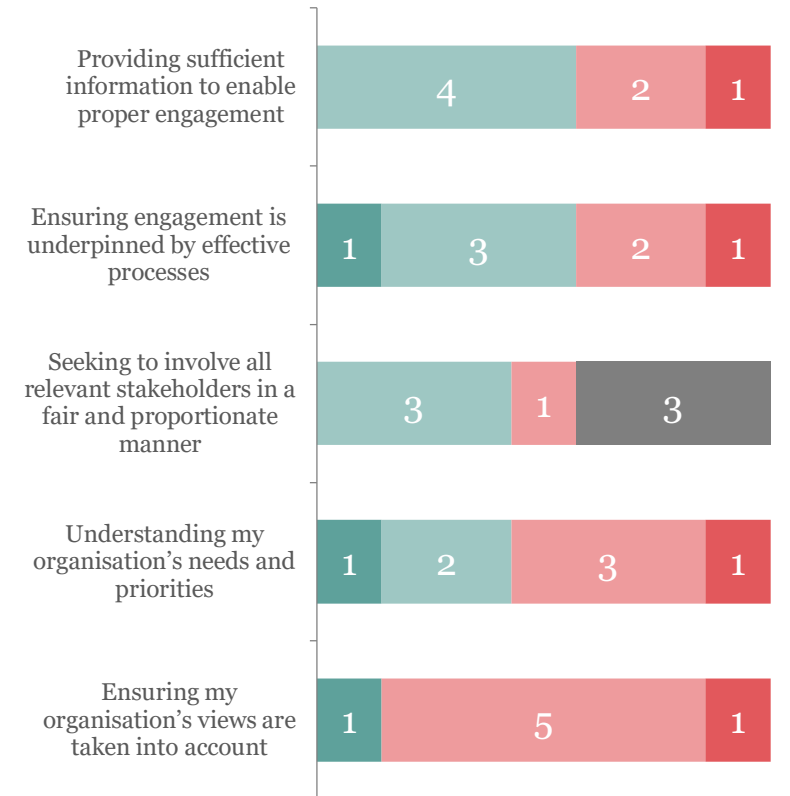 Providing sufficient
information to enable
proper engagement
4 2 1
Ensuring engagement is
underpinned by effective
processes
1 3 2 1
Seeking to involve all
relevant stakeholders in a
fair and proportionate
manner
3 1 3
Understanding my
organisation’s needs and
priorities
1 2 3 1
Ensuring my
organisation’s views are
taken into account
1 5 1